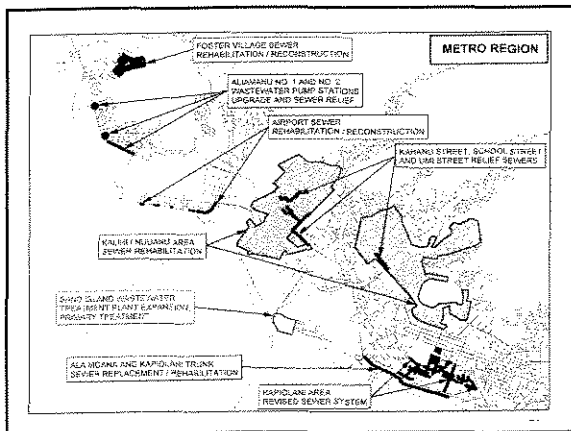 FOSTER VILLAGE SEWER
REHABILITATION / RECONSTRUCTION
METRO REGION
ALIAMANU NO. 1 AND NO. 2
WASTEWATER PUMP STATIONS
UPGRADE AND SEWER RELIEF
AIRPORT SEWER
REHABILITATION / RECONSTRUCTION
KAHANU STREET, SCHOOL STREET
AND UMI STREET RELIEF SEWERS
KALIHI / NUUANU AREA
SEWER REHABILITATION
SAND ISLAND WASTEWATER
TREATMENT PLANT EXPANSION,
PRIMARY TREATMENT
ALA MOANA AND KAPIOLANI TRUNK
SEWER REPLACEMENT / REHABILITATION
KAPIOLANI AREA
REVISED SEWER SYSTEM